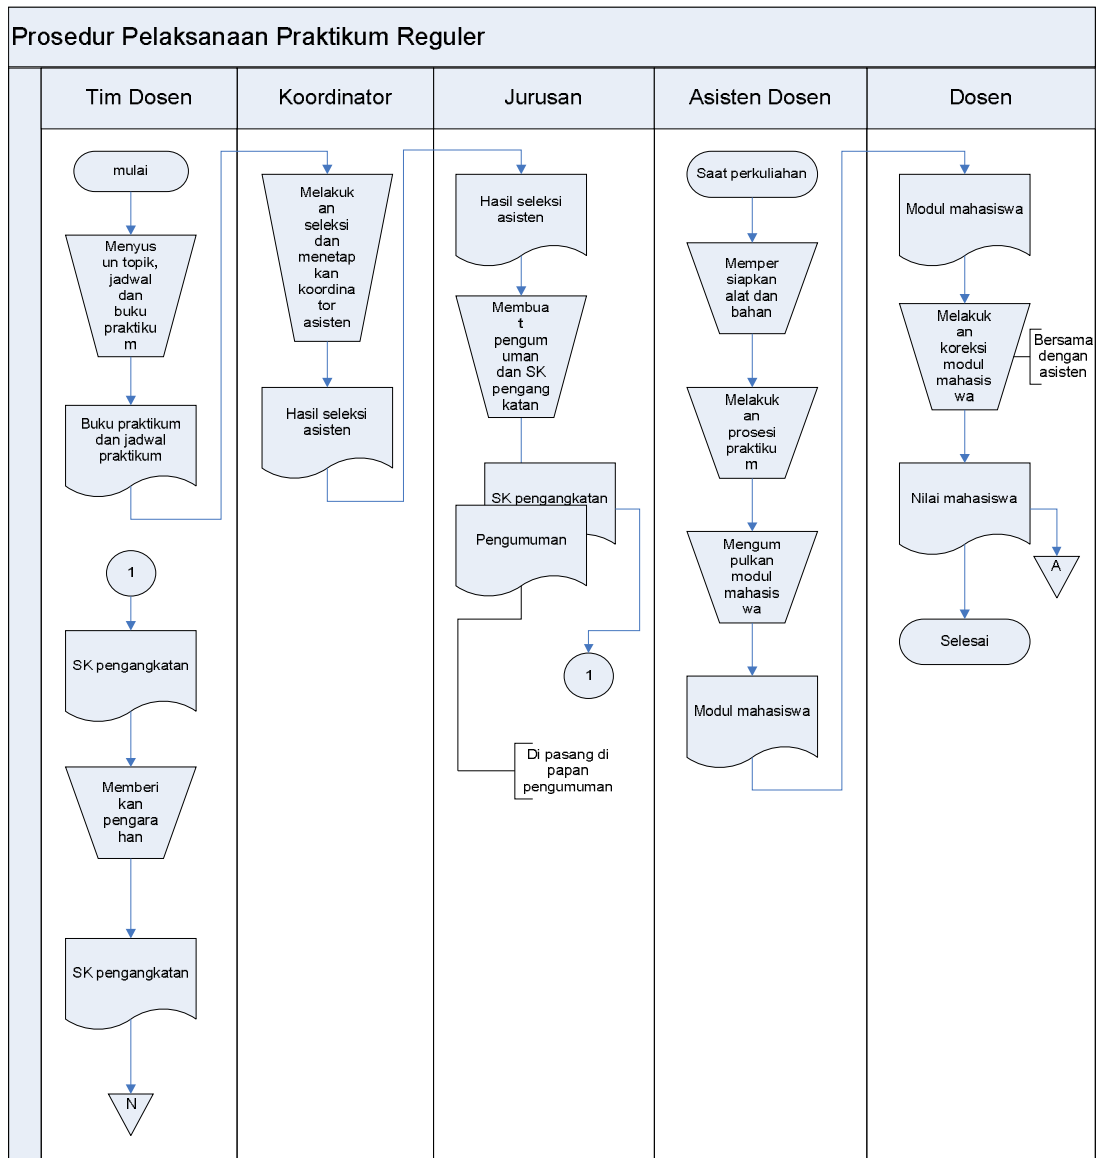 Prosedur Pelaksanaan Praktikum Reguler
Tim Dosen
Koordinator
Jurusan
Asisten Dosen
Dosen
mulai
Menyus
un topik,
jadwal
dan
buku
praktiku
m
Buku praktikum
dan jadwal
praktikum
1
SK pengangkatan
Memberi
kan
pengara
han
SK pengangkatan
N
Melakuk
an
seleksi
dan
menetap
kan
koordina
tor
asisten
Hasil seleksi
asisten
Hasil seleksi
asisten
Membua
t
pengum
uman
dan SK
pengang
katan
SK pengangkatan
Pengumuman
1
Di pasang di
papan
pengumuman
Saat perkuliahan
Memper
siapkan
alat dan
bahan
Melakuk
an
prosesi
praktiku
m
Mengum
pulkan
modul
mahasis
wa
Modul mahasiswa
Modul mahasiswa
Melakuk
an
koreksi
modul
mahasis
wa
Bersama
dengan
asisten
Nilai mahasiswa
A
Selesai